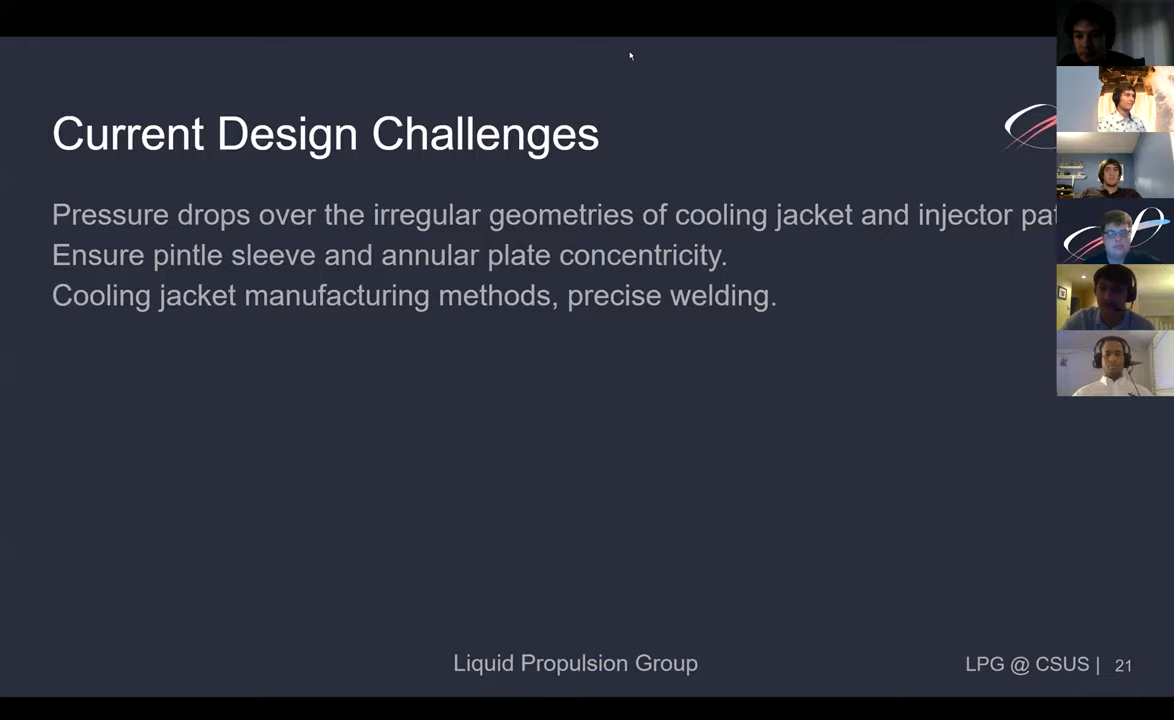 Current Design Challenges
Pressure drops over the irregular geometries of cooling jacket and injector
Ensure pintle sleeve and annular plate concentricity.
Cooling jacket manufacturing methods, precise welding.
Liquid Propulsion Group
LPG @ CSUS | 21